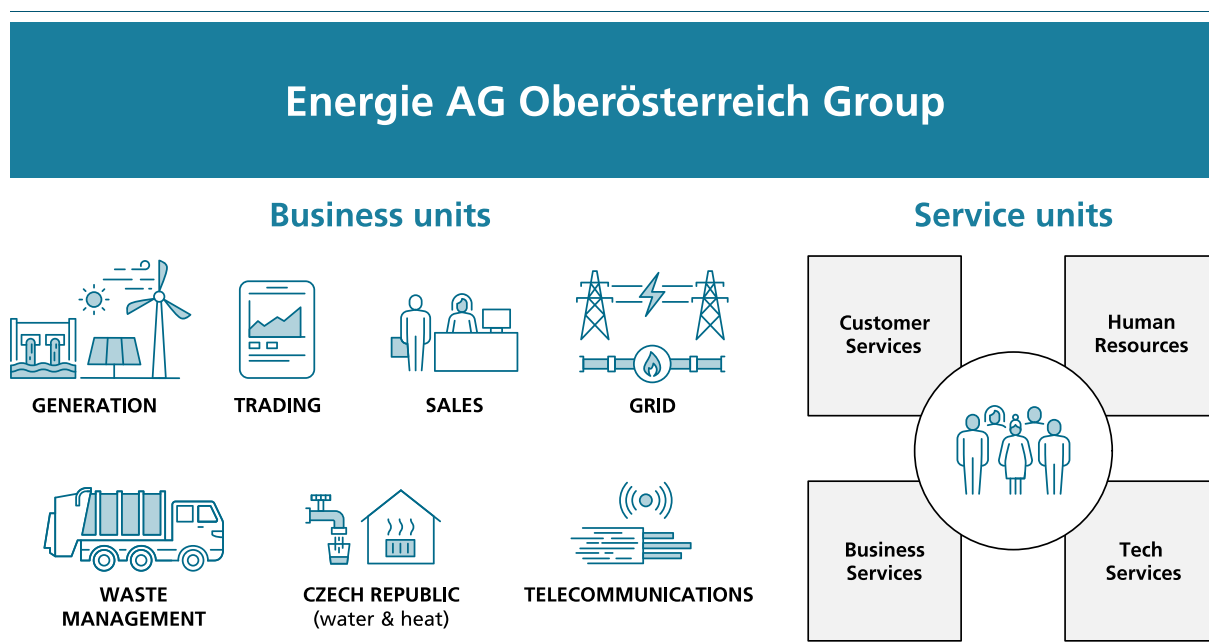 Energie AG Oberösterreich Group
Business units
GENERATION
TRADING
SALES
GRID
WASTE
MANAGEMENT
CZECH REPUBLIC
(water & heat)
TELECOMMUNICATIONS
Service units
Customer
Services
Human
Resources
Business
Services
Tech
Services